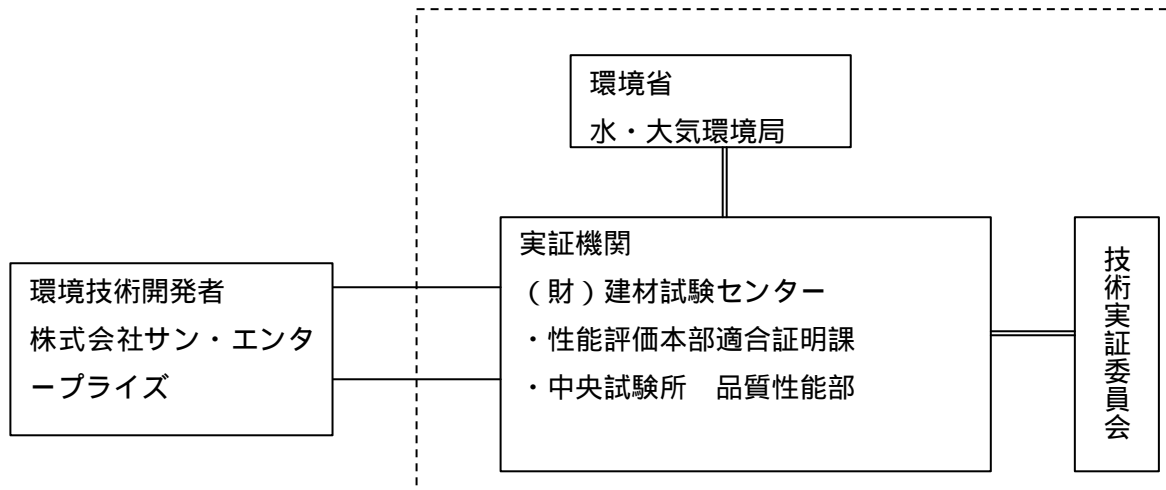 環境省
水・大気環境局
実証機関
(財)建材試験センター
・性能評価本部適合証明課
・中央試験所　品質性能部
環境技術開発者
株式会社サン・エンタ
ープライズ
技術実証委員会